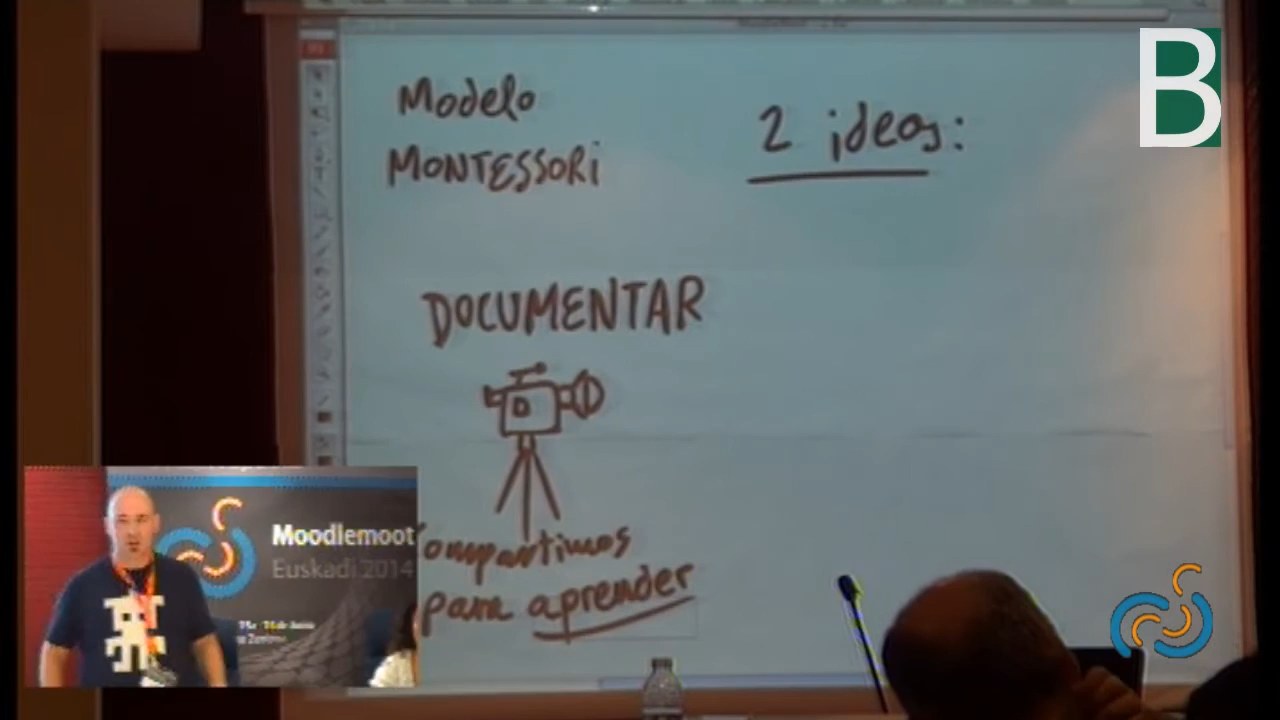 Modelo
MONTESSORi
2 ideas:
DOCUMENTAR
Compartimos
para aprender
B
Moodlemoot
Euskadi 2014